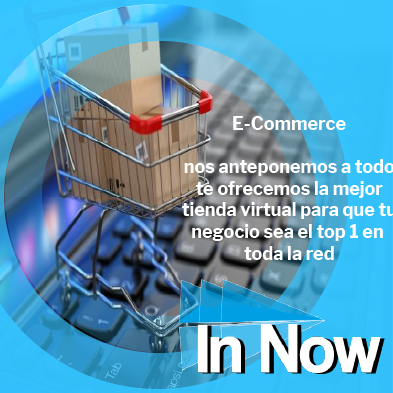 E-Commerce
nos anteponemos a todo
te ofrecemos la mejor
tienda virtual para que tu
negocio sea el top 1 en
toda la red
In Now
Tab